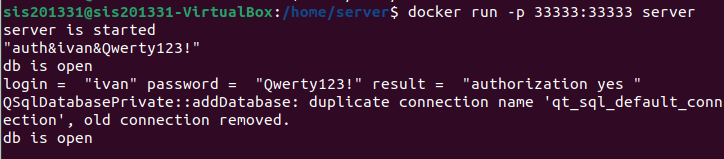 sis201331@sis201331-VirtualBox:/home/server$ docker run -p 33333:33333 server
server is started
"auth&ivan&Qwerty123!"
db is open
login =  "ivan" password =  "Qwerty123!" result =  "authorization yes "
QSqlDatabasePrivate::addDatabase: duplicate connection name 'qt_sql_default_conn
ection', old connection removed.
db is open